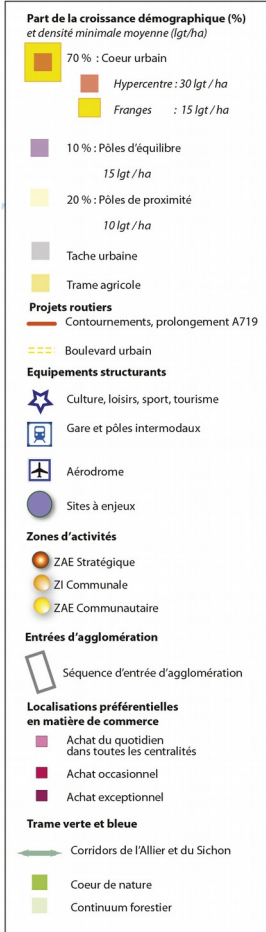 Part de la croissance démographique (%)
et densité minimale moyenne (lgt/ha)
70 % : Coeur urbain
Hypercentre : 30 lgt / ha
Franges : 15 lgt / ha
10 % : Pôles d'équilibre
15 lgt / ha
20 % : Pôles de proximité
10 lgt / ha
Tache urbaine
Trame agricole
Projets routiers
Contournements, prolongement A719
Boulevard urbain
Equipements structurants
Culture, loisirs, sport, tourisme
Gare et pôles intermodaux
Aérodrome
Sites à enjeux
Zones d'activités
ZAE Stratégique
ZI Communale
ZAE Communautaire
Entrées d'agglomération
Séquence d'entrée d'agglomération
Localisations préférentielles
en matière de commerce
Achat du quotidien
dans toutes les centralités
Achat occasionnel
Achat exceptionnel
Trame verte et bleue
Corridors de l'Allier et du Sichon
Coeur de nature
Continuum forestier